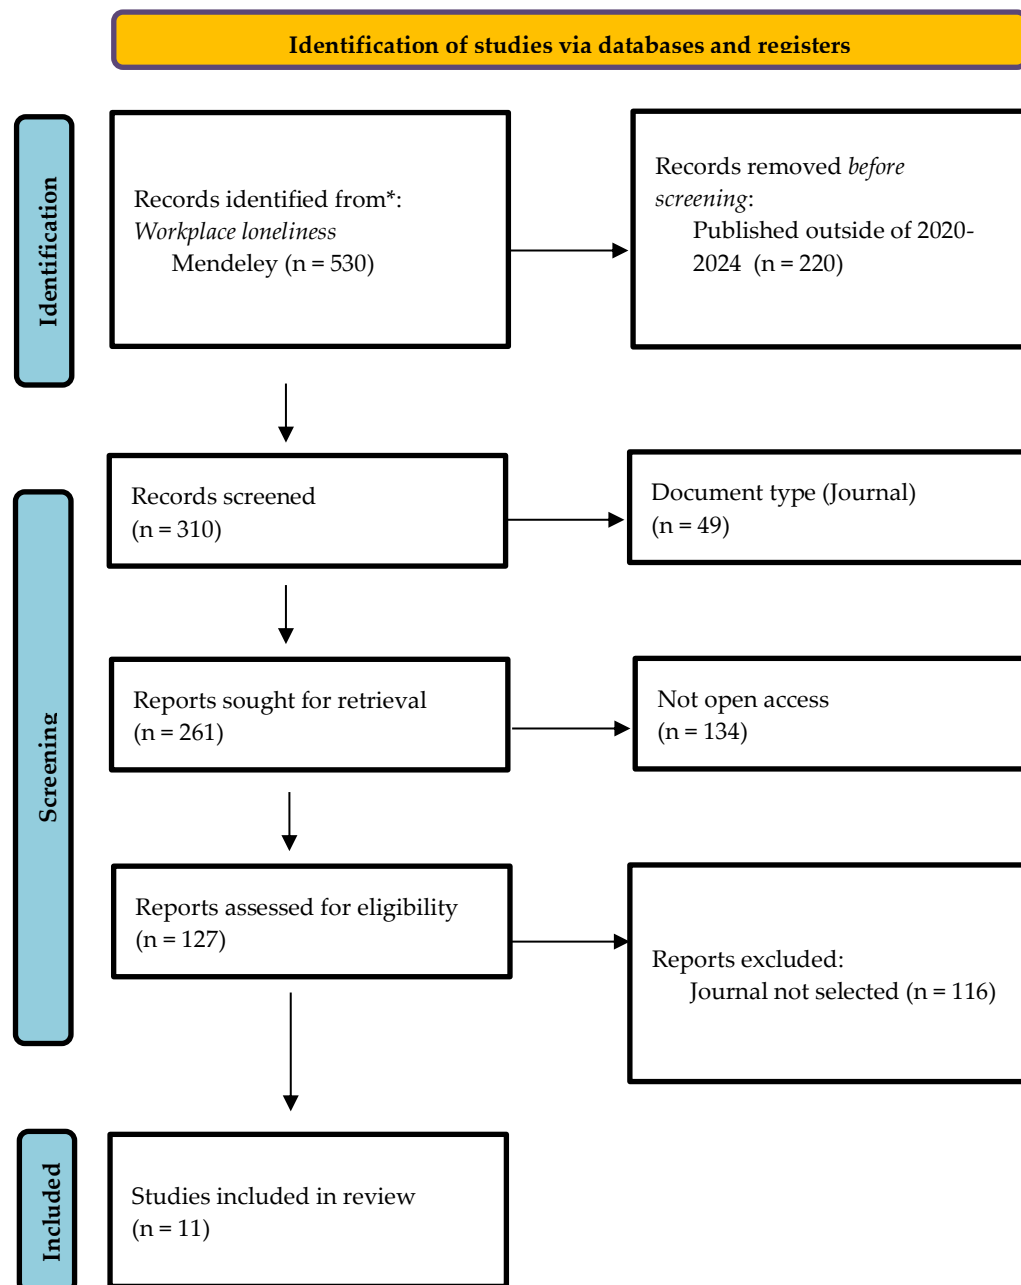 Identification of studies via databases and registers
Identification
Records identified from*:
Workplace loneliness
Mendeley (n = 530)
Records removed before
screening:
Published outside of 2020-
2024 (n = 220)
Screening
Records screened
(n = 310)
Document type (Journal)
(n = 49)
Reports sought for retrieval
(n = 261)
Not open access
(n = 134)
Reports assessed for eligibility
(n = 127)
Reports excluded:
Journal not selected (n = 116)
Included
Studies included in review
(n = 11)